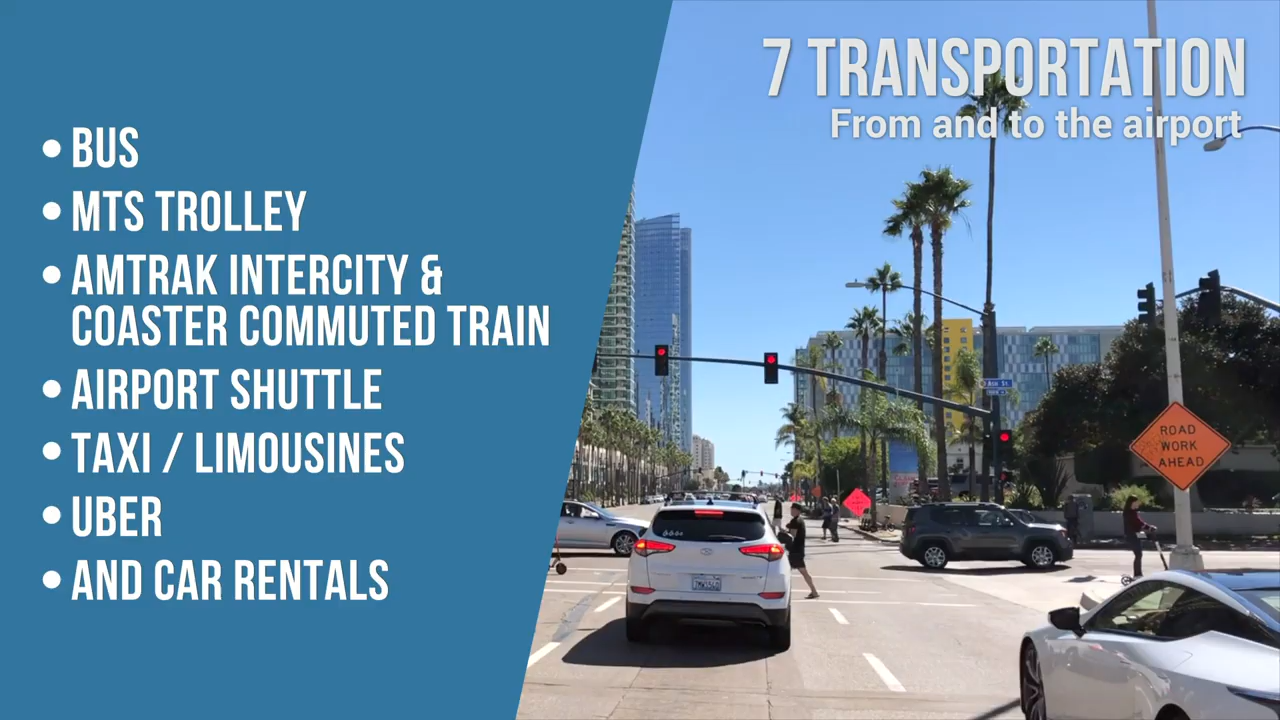 7 TRANSPORTATION
From and to the airport
• BUS
• MTS TROLLEY
• AMTRAK INTERCITY &
COASTER COMMUTED TRAIN
• AIRPORT SHUTTLE
• TAXI / LIMOUSINES
• UBER
• AND CAR RENTALS
ROAD
WORK
AHEAD